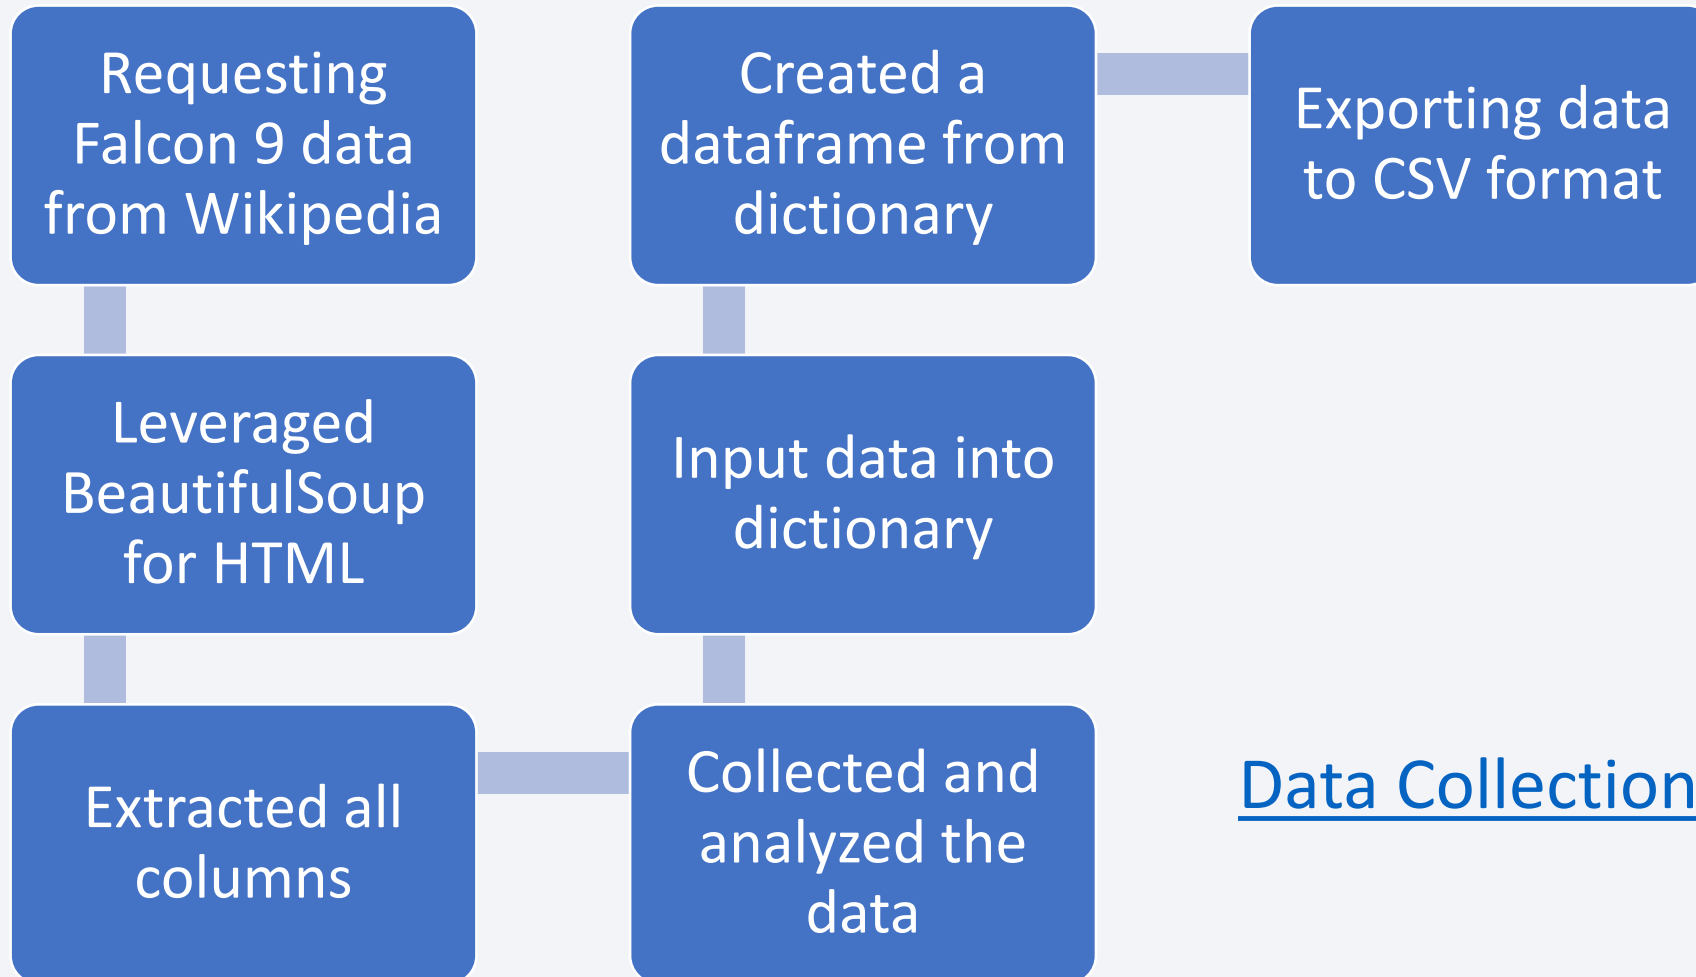 Requesting
Falcon 9 data
from Wikipedia
Leveraged
BeautifulSoup
for HTML
Extracted all
columns
Collected and
analyzed the
data
Input data into
dictionary
Created a
dataframe from
dictionary
Exporting data
to CSV format
Data Collection